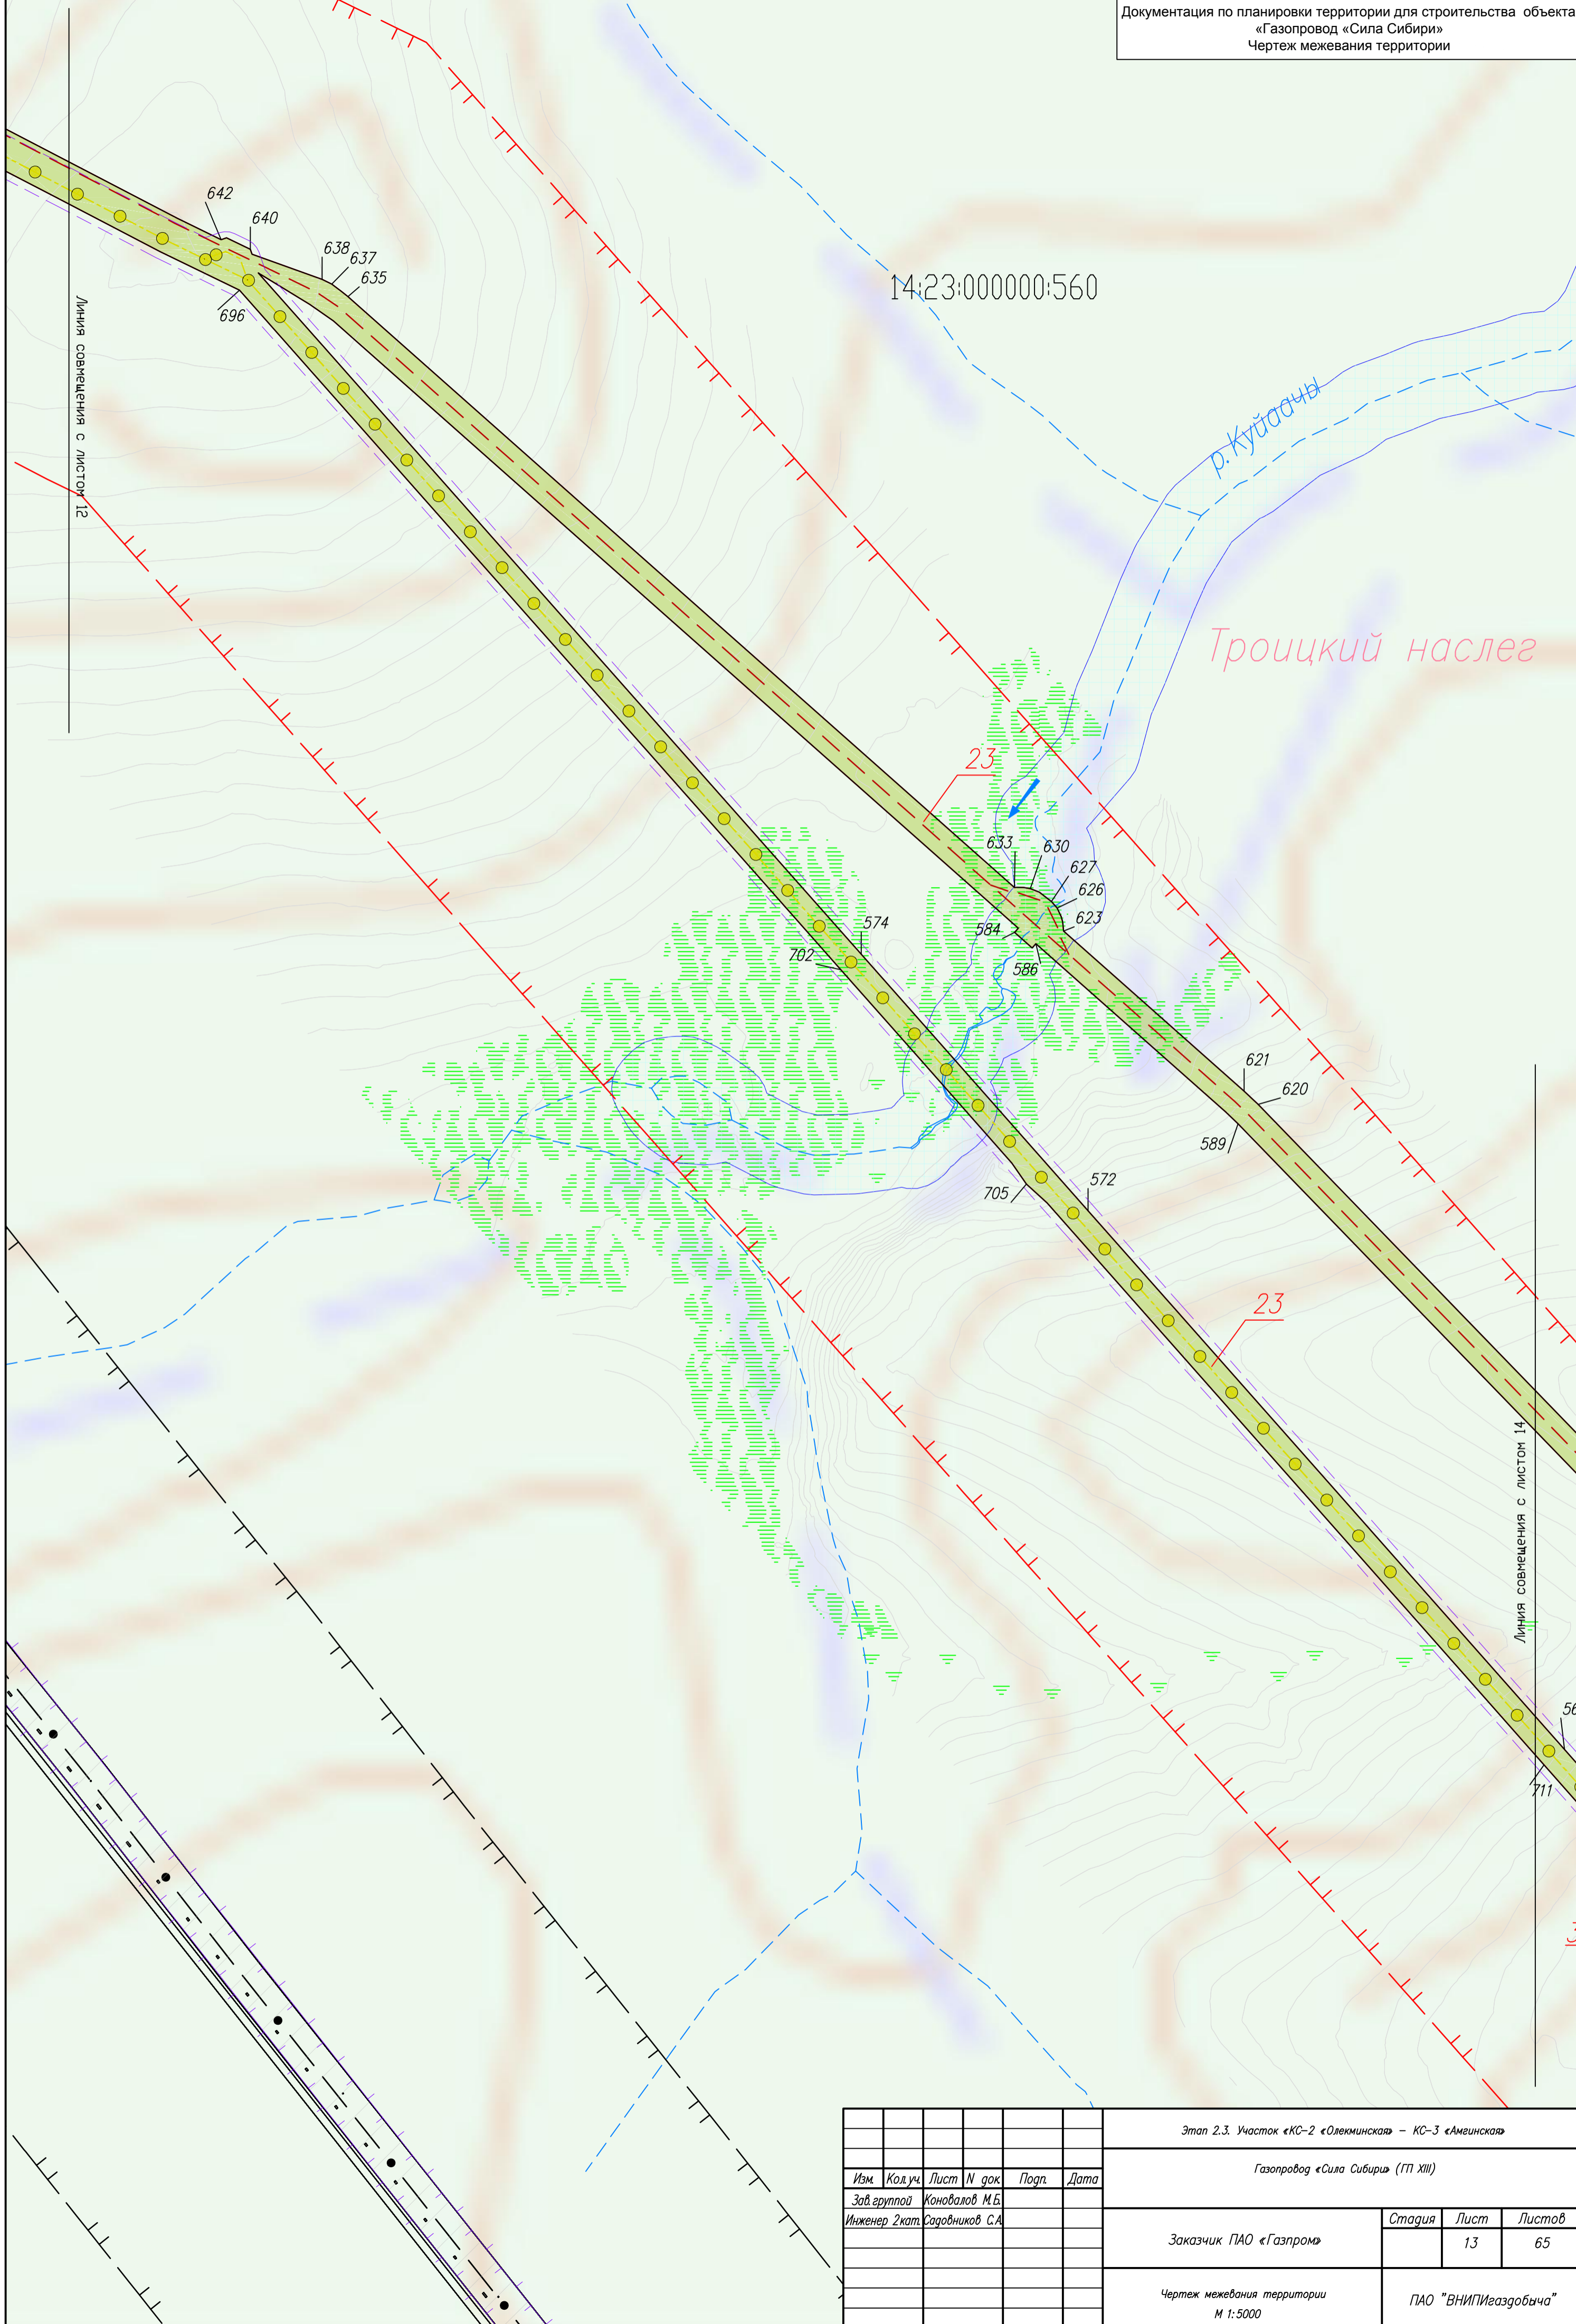 Документация по планировки территории для строительства объекта
«Газопровод «Сила Сибири»
Чертеж межевания территории
642
640
638
637
635
696
14:23:000000:560
Линия совмещения с листом 12
р. Куйдачы
Троицкий наслег
23
633
630
627
626
623
584
586
574
702
621
620
589
572
705
23
Линия совмещения с листом 14
711
Этап 2.3. Участок «КС-2 «Олекминская» - КС-3 «Амгинская»
Газопровод «Сила Сибири» (ГП XIII)
Изм. Кол.уч. Лист N док. Подп. Дата
Зав.группой Коновалов М.Б.
Инженер 2кат. Садовников С.А.
Заказчик ПАО «Газпром»
Стадия Лист Листов
13 65
Чертеж межевания территории
М 1:5000
ПАО "ВНИПИгаздобыча"